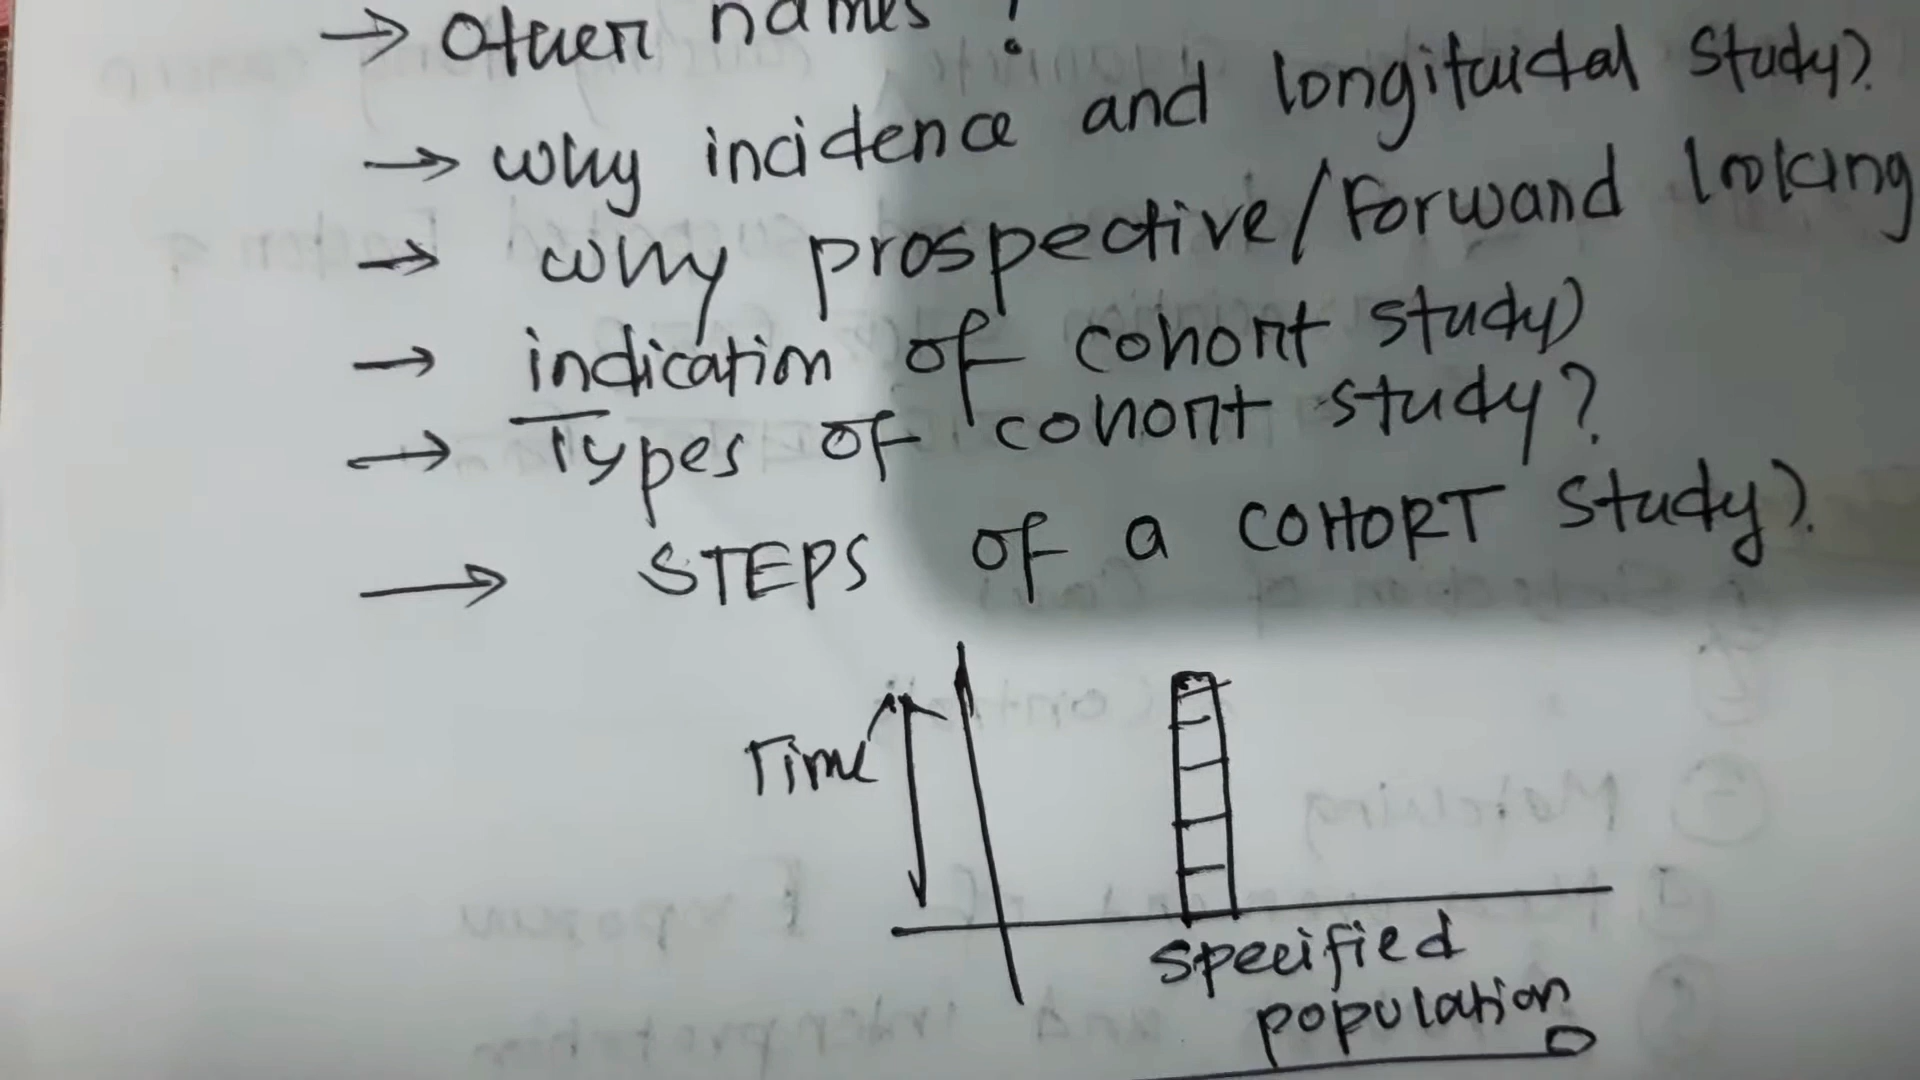 → Other names?
→ why incidence and longitudal study?
→ why prospective/Forward looking
→ indication of cohort study?
→ Types of cohort study?
→ STEPS of a COHORT study?
Time
specified
population